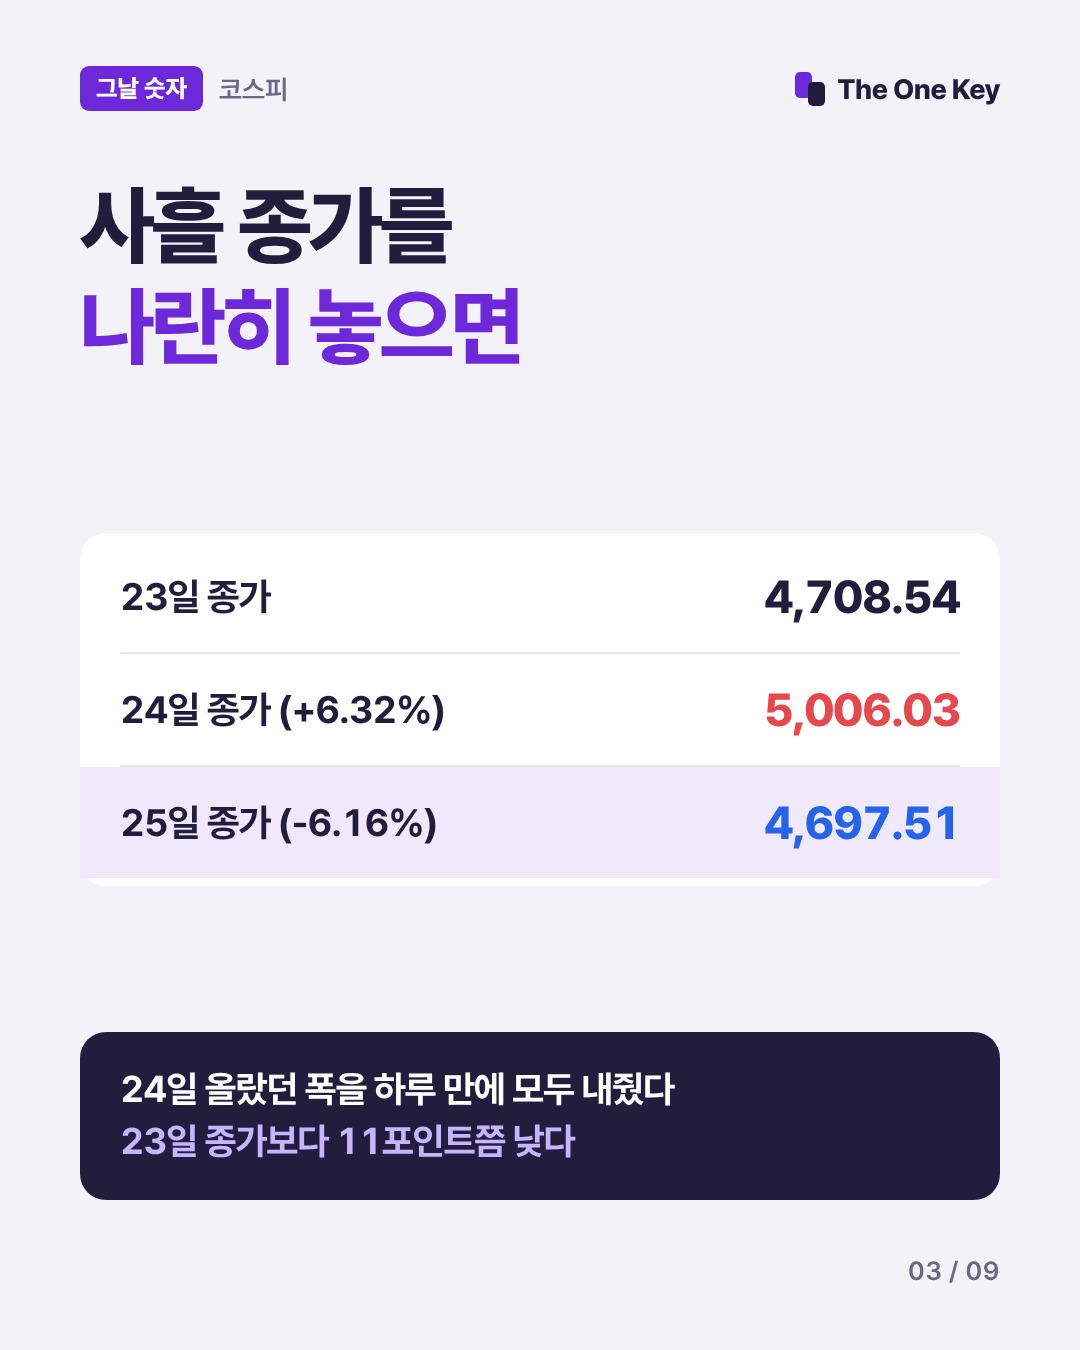 그날 숫자 코스피
The One Key
사흘 종가를
나란히 놓으면
23일 종가 4,708.54
24일 종가 (+6.32%) 5,006.03
25일 종가 (-6.16%) 4,697.51
24일 올랐던 폭을 하루 만에 모두 내줬다
23일 종가보다 11포인트쯤 낮다
03 / 09